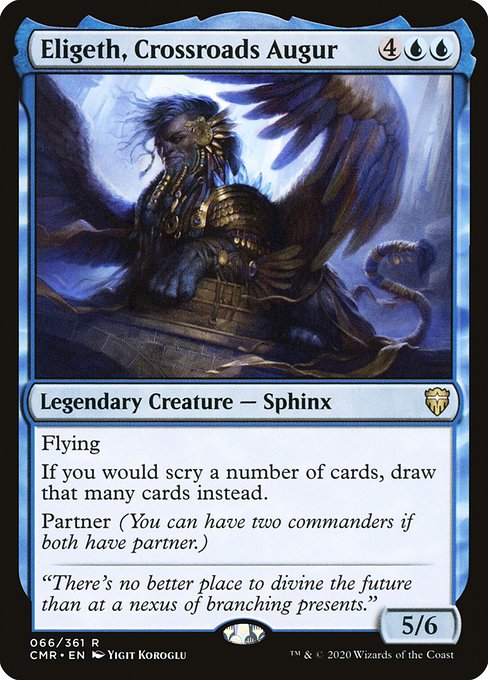 Eligeth, Crossroads Augur 4
Legendary Creature — Sphinx
Flying
If you would scry a number of cards, draw
that many cards instead.
Partner (You can have two commanders if
both have partner.)
“There’s no better place to divine the future
than at a nexus of branching presents.”
5/6
066/361 R
CMR • EN Yigit Koroglu
™ & © 2020 Wizards of the Coast